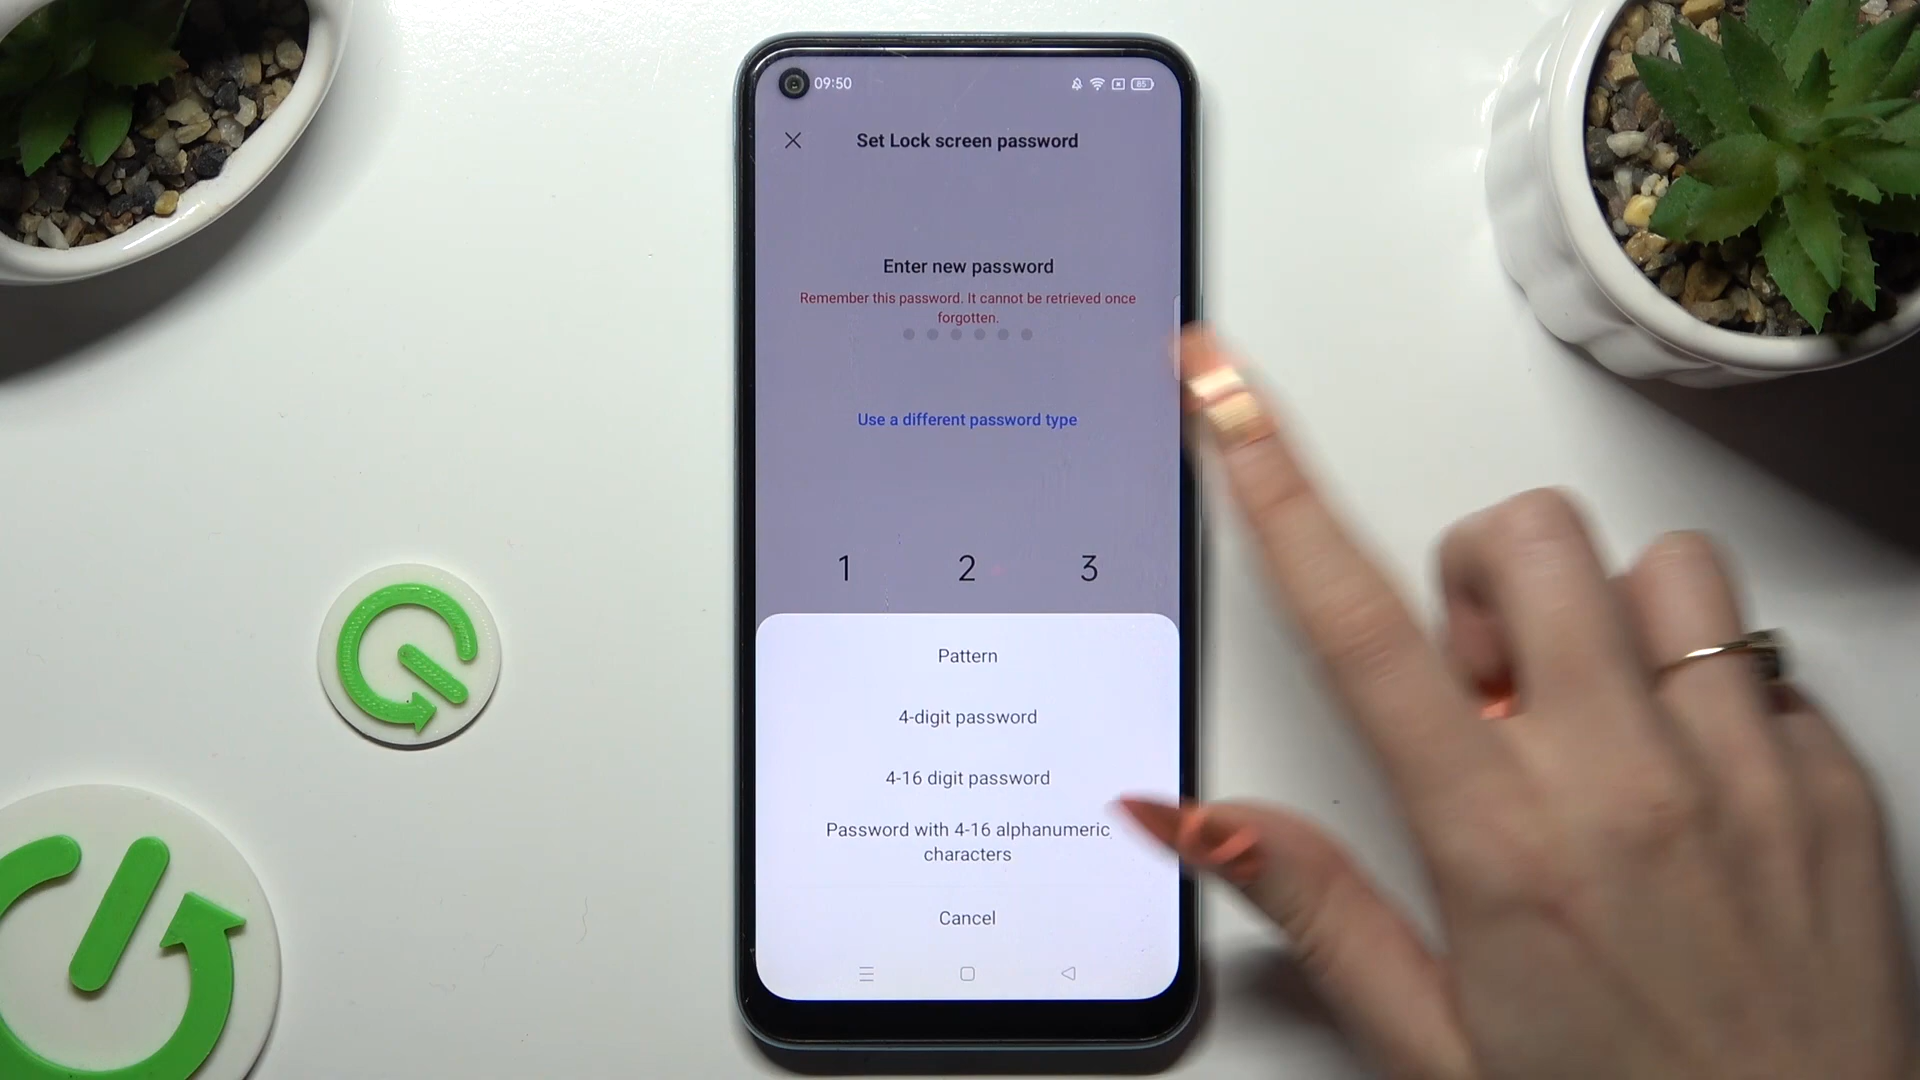 09:50
85
Set Lock screen password
Enter new password
Remember this password. It cannot be retrieved once
forgotten.
Use a different password type
1 2 3
Pattern
4-digit password
4-16 digit password
Password with 4-16 alphanumeric
characters
Cancel